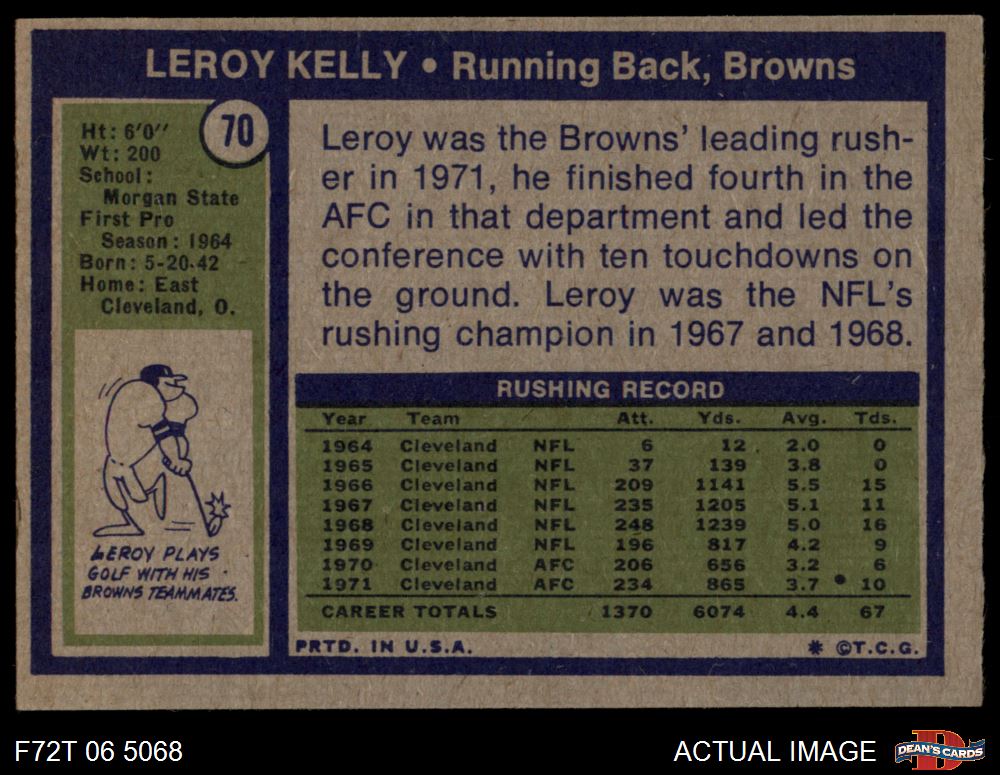 LEROY KELLY • Running Back, Browns
70
Ht: 6'0"
Wt: 200
School:
Morgan State
First Pro
Season: 1964
Born: 5-20-42
Home: East
Cleveland, O.
LEROY PLAYS
GOLF WITH HIS
BROWNS TEAMMATES.
Leroy was the Browns' leading rush-
er in 1971, he finished fourth in the
AFC in that department and led the
conference with ten touchdowns on
the ground. Leroy was the NFL's
rushing champion in 1967 and 1968.
RUSHING RECORD
Year Team Att. Yds. Avg. Tds.
1964 Cleveland NFL 6 12 2.0 0
1965 Cleveland NFL 37 139 3.8 0
1966 Cleveland NFL 209 1141 5.5 15
1967 Cleveland NFL 235 1205 5.1 11
1968 Cleveland NFL 248 1239 5.0 16
1969 Cleveland NFL 196 817 4.2 9
1970 Cleveland AFC 206 656 3.2 6
1971 Cleveland AFC 234 865 3.7 • 10
CAREER TOTALS 1370 6074 4.4 67
PRTD. IN U.S.A. * ©T.C.G.
F72T 06 5068 ACTUAL IMAGE D DEAN'S CARDS